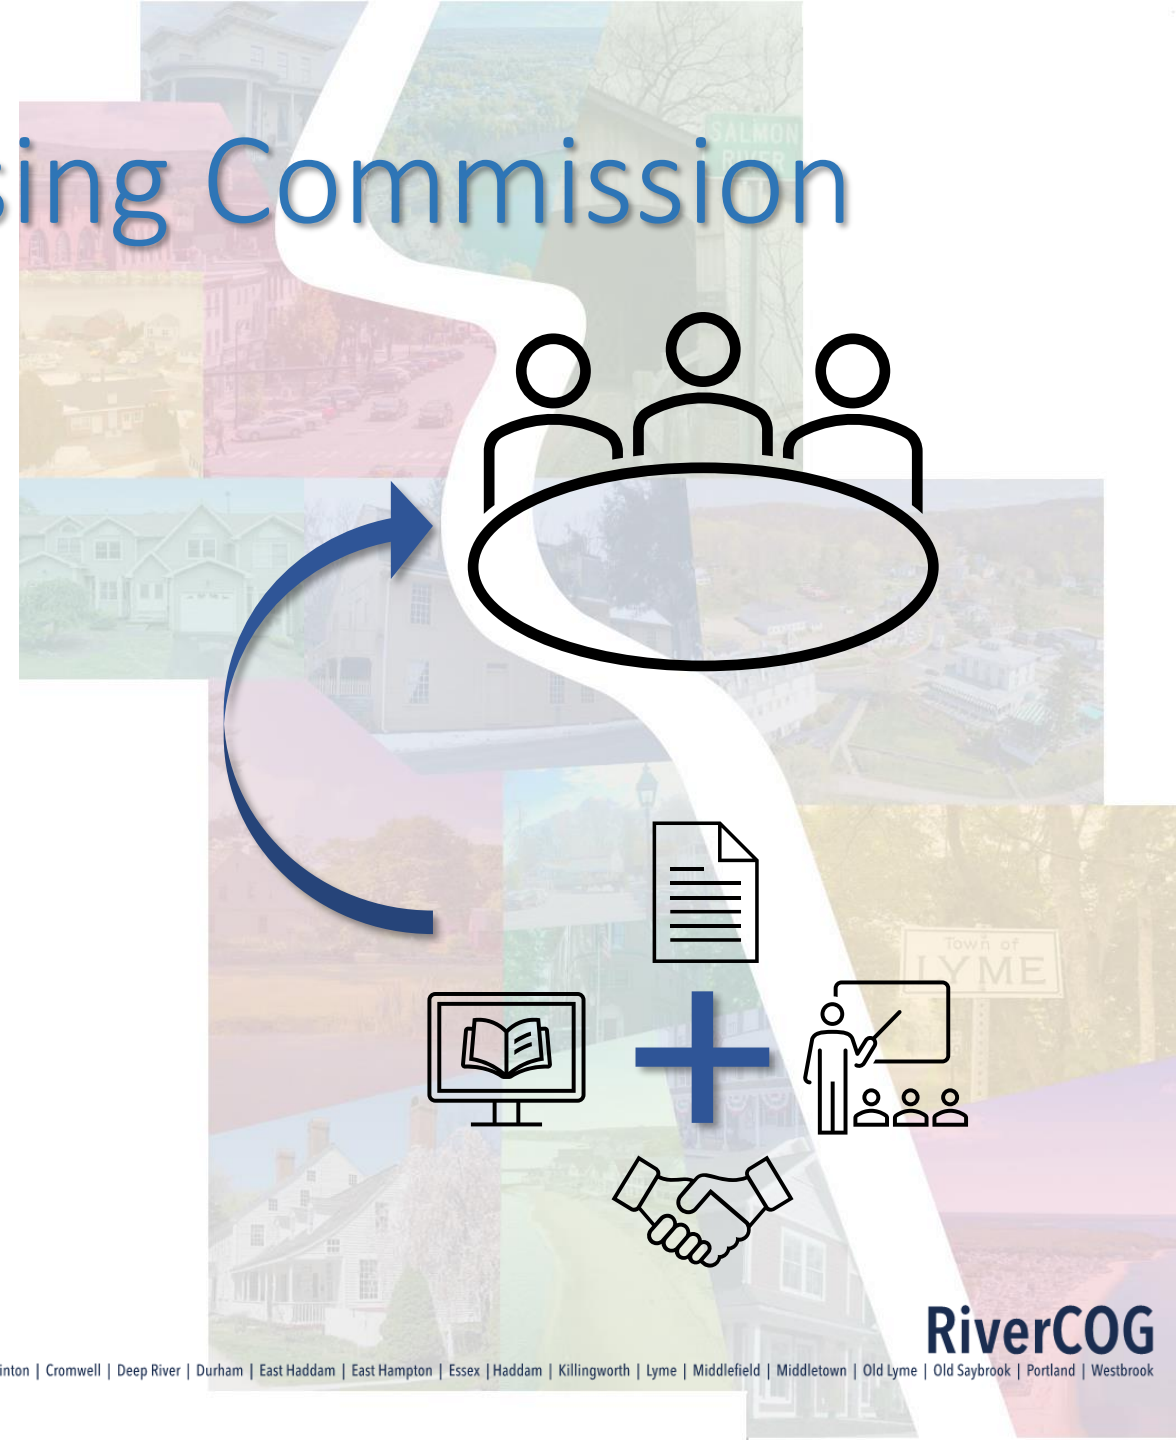 sing Commission
SALMON
RIVER
Town of
LYME
RiverCOG
inton | Cromwell | Deep River | Durham | East Haddam | East Hampton | Essex | Haddam | Killingworth | Lyme | Middlefield | Middletown | Old Lyme | Old Saybrook | Portland | Westbrook